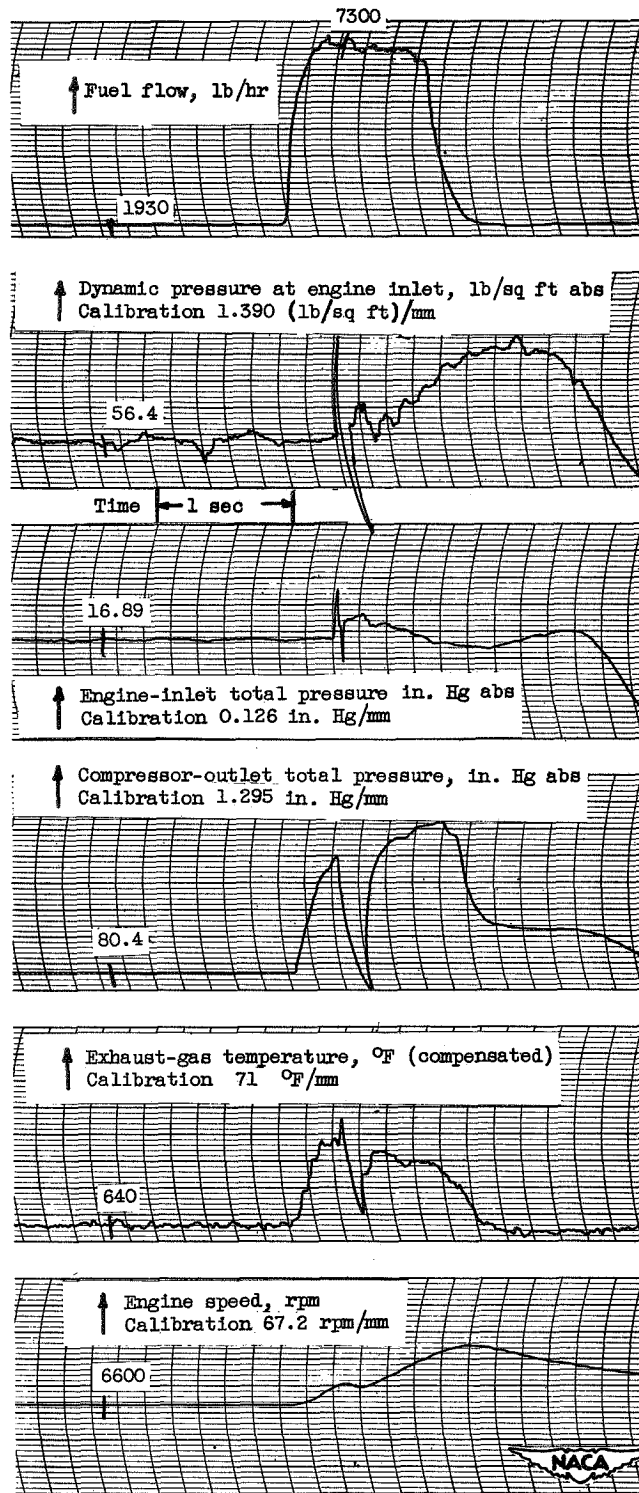 7300
Fuel flow, lb/hr
1930
Dynamic pressure at engine inlet, lb/sq ft abs
Calibration 1.390 (lb/sq ft)/mm
56.4
Time 1 sec
16.89
Engine-inlet total pressure in. Hg abs
Calibration 0.126 in. Hg/mm
Compressor-outlet total pressure, in. Hg abs
Calibration 1.295 in. Hg/mm
80.4
Exhaust-gas temperature, °F (compensated)
Calibration 71 °F/mm
640
Engine speed, rpm
Calibration 67.2 rpm/mm
6600
NACA